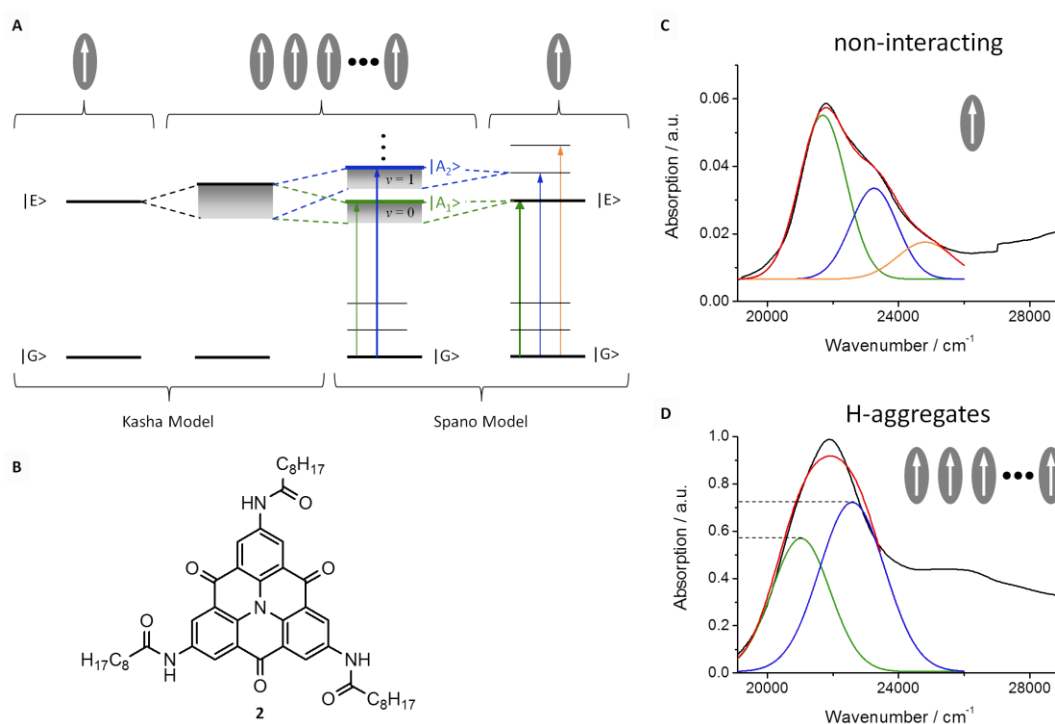 A
|E>
|G>
|G>
|A₂>
v = 1
|A₁>
v = 0
|E>
|G>
Kasha Model
Spano Model
B
C₈H₁₇
NH
O
O
O
N
O
H₁₇C₈
N
H
O
NH
O
C₈H₁₇
2
C
non-interacting
Absorption / a.u.
0.06
0.04
0.02
0.00
20000 24000 28000
Wavenumber / cm⁻¹
D
H-aggregates
Absorption / a.u.
1.0
0.8
0.6
0.4
0.2
0.0
20000 24000 28000
Wavenumber / cm⁻¹